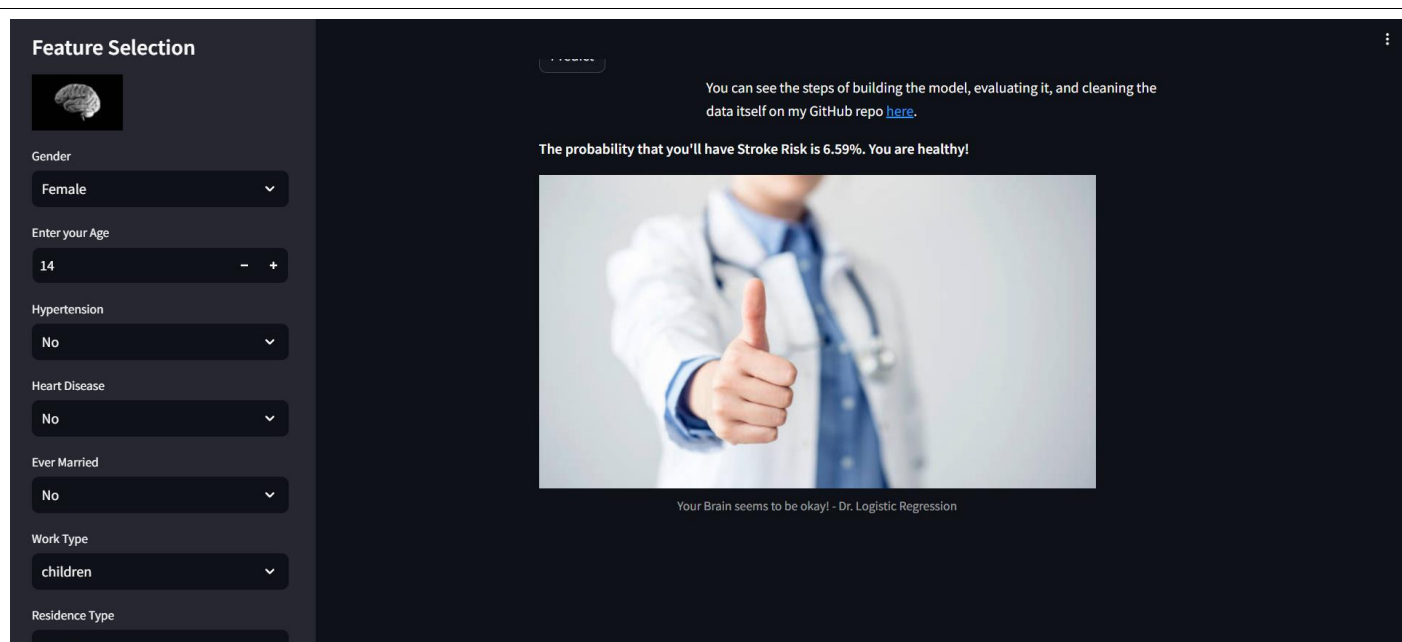 Feature Selection
Gender
Female
Enter your Age
14
Hypertension
No
Heart Disease
No
Ever Married
No
Work Type
children
Residence Type
You can see the steps of building the model, evaluating it, and cleaning the
data itself on my GitHub repo here.
The probability that you'll have Stroke Risk is 6.59%. You are healthy!
Your Brain seems to be okay! - Dr. Logistic Regression